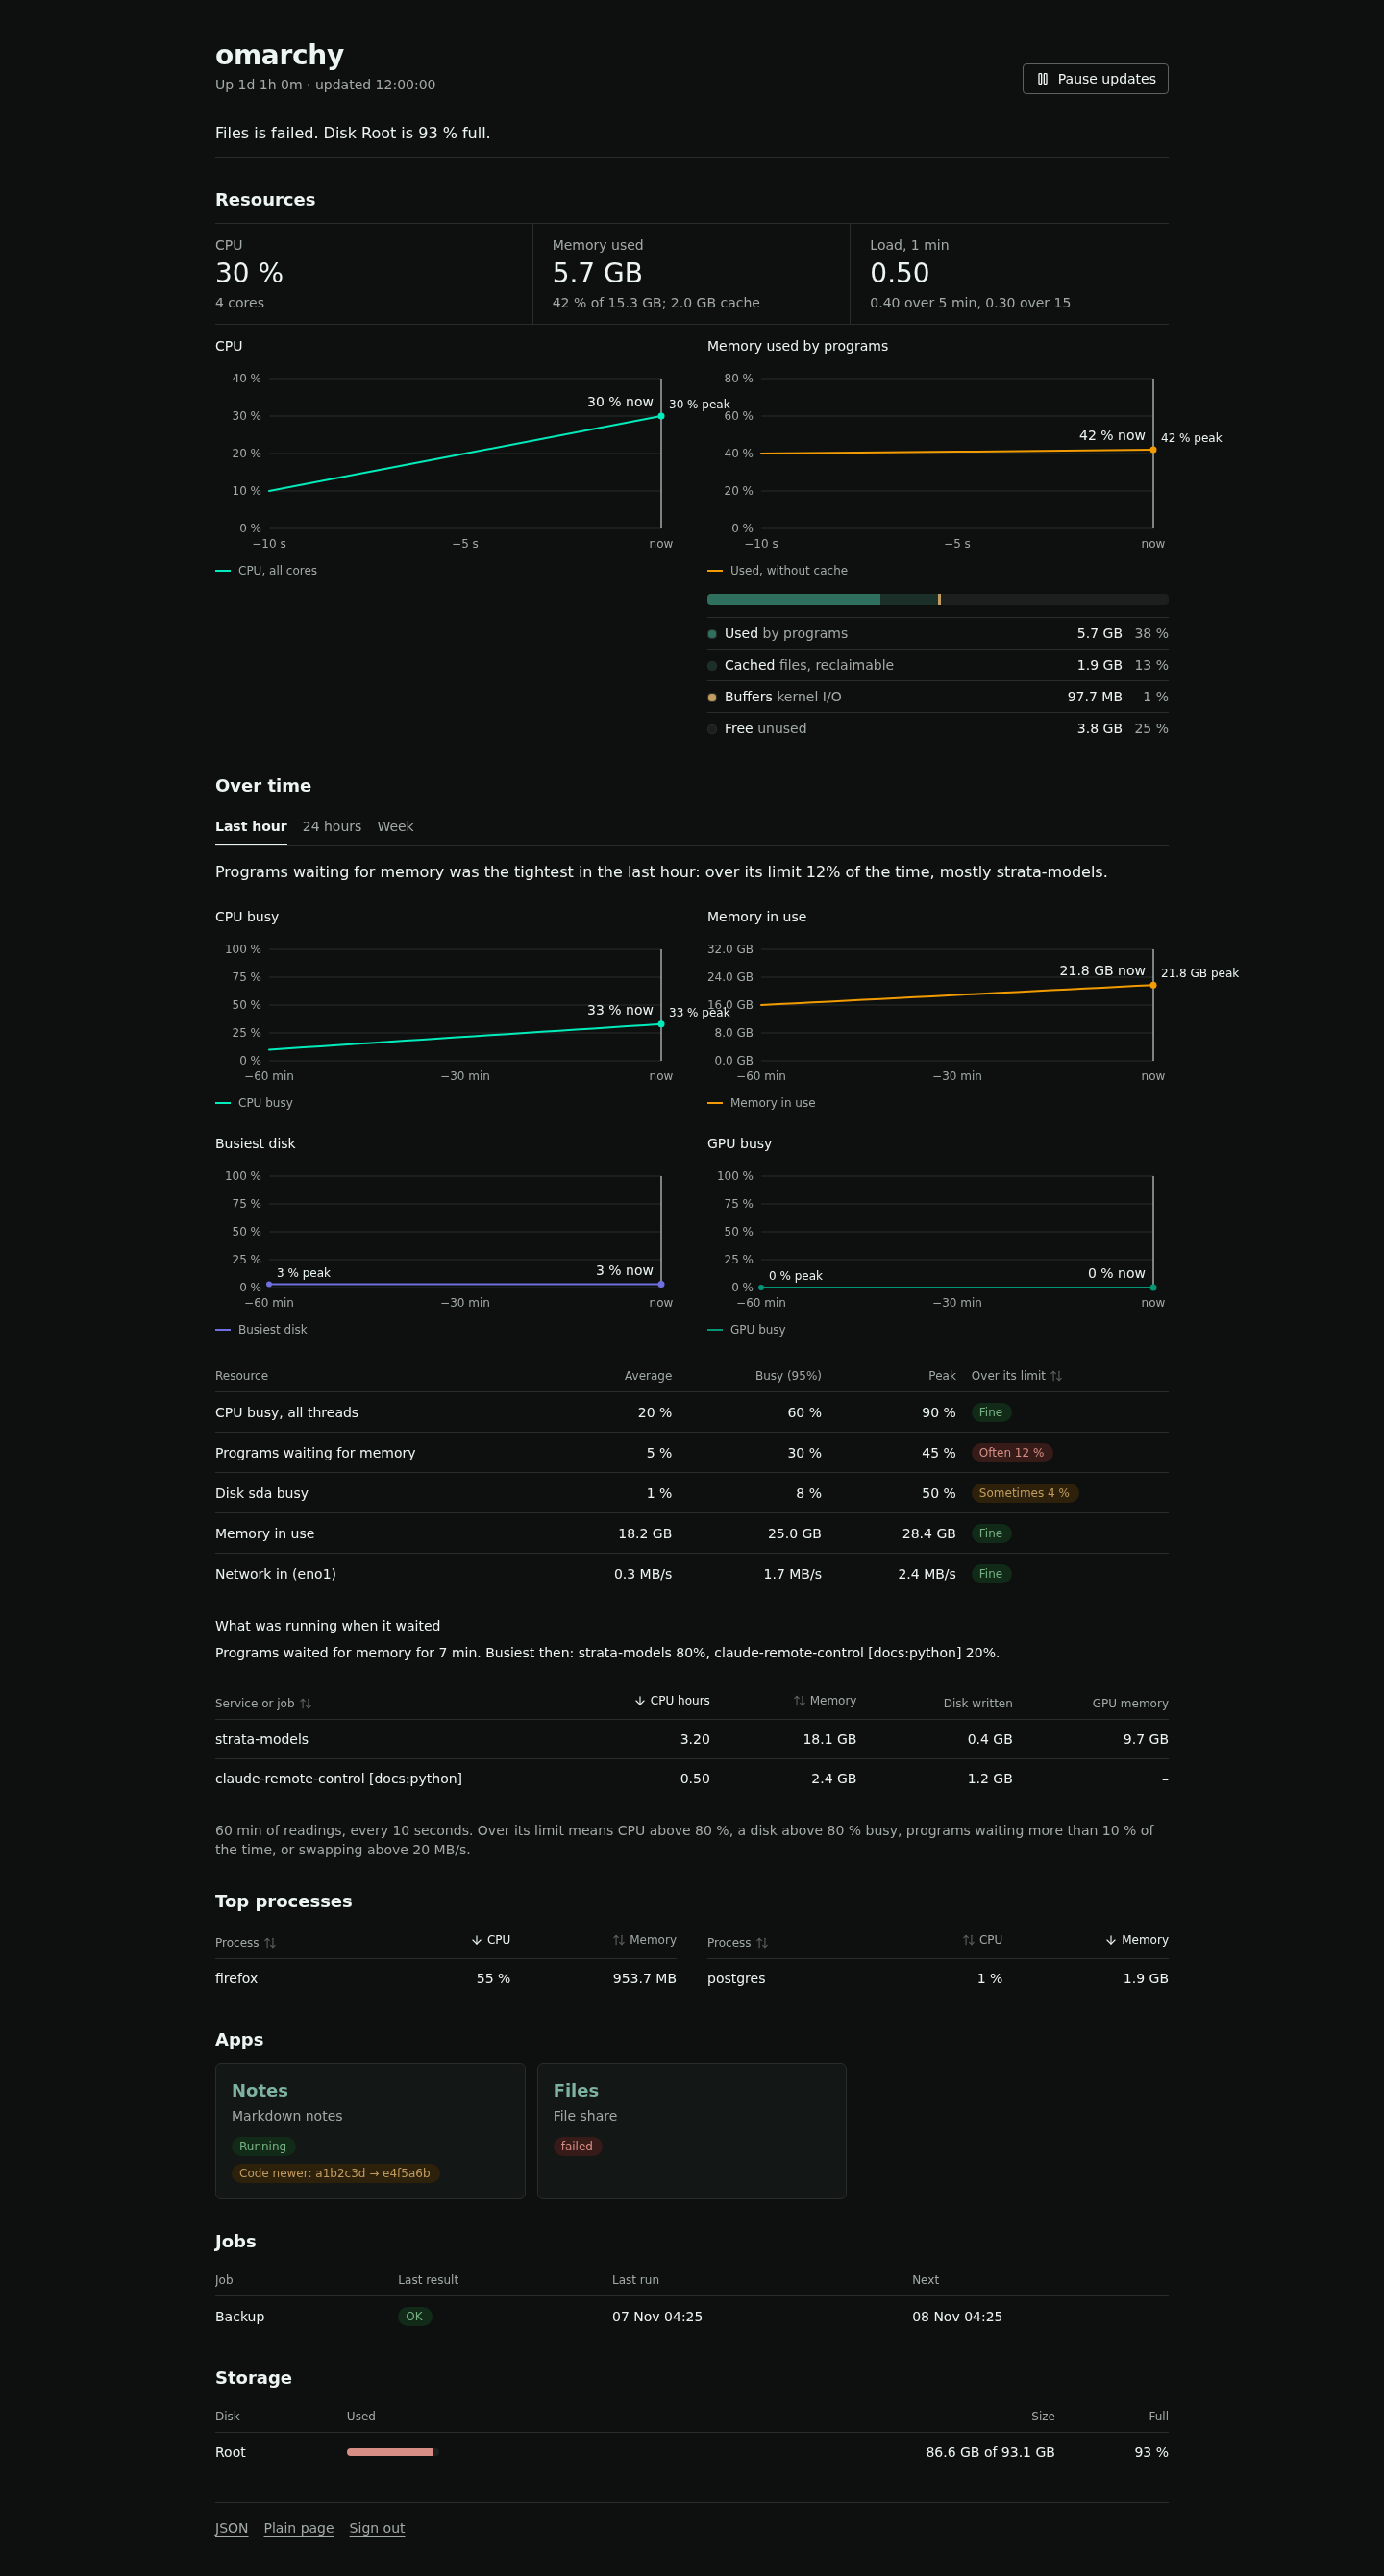 omarchy
Up 1d 1h 0m · updated 12:00:00
Pause updates
Files is failed. Disk Root is 93 % full.
Resources
CPU
30 %
4 cores
Memory used
5.7 GB
42 % of 15.3 GB; 2.0 GB cache
Load, 1 min
0.50
0.40 over 5 min, 0.30 over 15
CPU
40 %
30 %
20 %
10 %
0 %
30 % now
30 % peak
−10 s
−5 s
now
CPU, all cores
Memory used by programs
80 %
60 %
40 %
20 %
0 %
42 % now
42 % peak
−10 s
−5 s
now
Used, without cache
Used by programs 5.7 GB 38 %
Cached files, reclaimable 1.9 GB 13 %
Buffers kernel I/O 97.7 MB 1 %
Free unused 3.8 GB 25 %
Over time
Last hour 24 hours Week
Programs waiting for memory was the tightest in the last hour: over its limit 12% of the time, mostly strata-models.
CPU busy
100 %
75 %
50 %
25 %
0 %
33 % now
33 % peak
−60 min
−30 min
now
CPU busy
Memory in use
32.0 GB
24.0 GB
16.0 GB
8.0 GB
0.0 GB
21.8 GB now
21.8 GB peak
−60 min
−30 min
now
Memory in use
Busiest disk
100 %
75 %
50 %
25 %
0 %
3 % peak
3 % now
−60 min
−30 min
now
Busiest disk
GPU busy
100 %
75 %
50 %
25 %
0 %
0 % peak
0 % now
−60 min
−30 min
now
GPU busy
Resource Average Busy (95%) Peak Over its limit
CPU busy, all threads 20 % 60 % 90 % Fine
Programs waiting for memory 5 % 30 % 45 % Often 12 %
Disk sda busy 1 % 8 % 50 % Sometimes 4 %
Memory in use 18.2 GB 25.0 GB 28.4 GB Fine
Network in (eno1) 0.3 MB/s 1.7 MB/s 2.4 MB/s Fine
What was running when it waited
Programs waited for memory for 7 min. Busiest then: strata-models 80%, claude-remote-control [docs:python] 20%.
Service or job CPU hours Memory Disk written GPU memory
strata-models 3.20 18.1 GB 0.4 GB 9.7 GB
claude-remote-control [docs:python] 0.50 2.4 GB 1.2 GB –
60 min of readings, every 10 seconds. Over its limit means CPU above 80 %, a disk above 80 % busy, programs waiting more than 10 % of
the time, or swapping above 20 MB/s.
Top processes
Process CPU Memory
firefox 55 % 953.7 MB
Process CPU Memory
postgres 1 % 1.9 GB
Apps
Notes
Markdown notes
Running
Code newer: a1b2c3d → e4f5a6b
Files
File share
failed
Jobs
Job Last result Last run Next
Backup OK 07 Nov 04:25 08 Nov 04:25
Storage
Disk Used Size Full
Root 86.6 GB of 93.1 GB 93 %
JSON Plain page Sign out